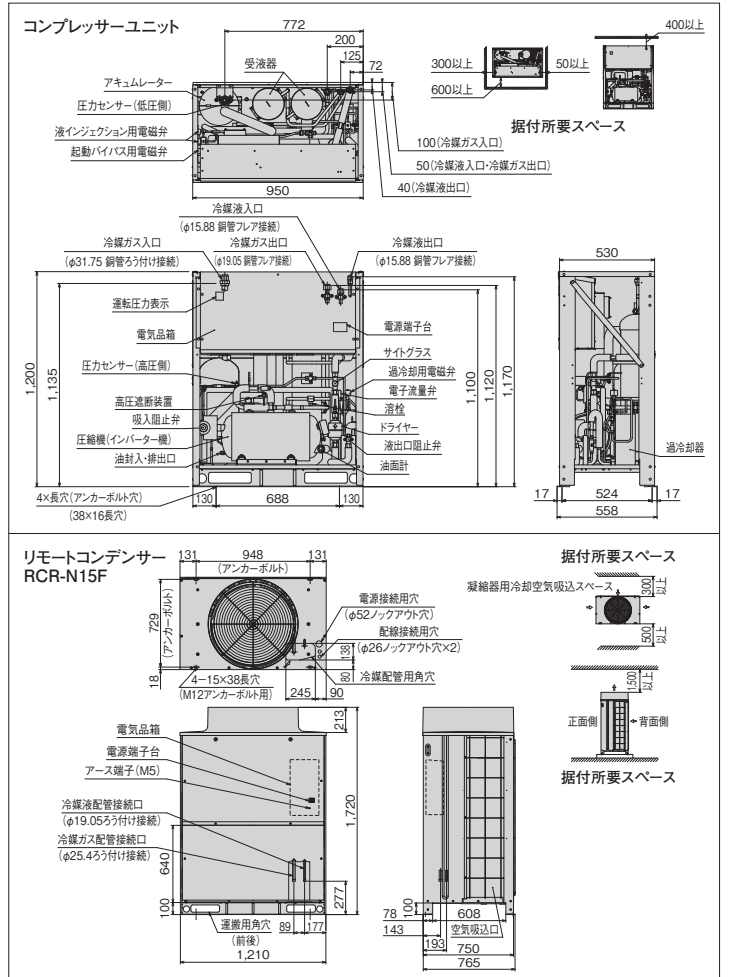 コンプレッサーユニット
772
200
125
72
受液器
アキュムレーター
圧力センサー(低圧側)
液インジェクション用電磁弁
起動バイパス用電磁弁
950
100(冷媒ガス入口)
50(冷媒液入口・冷媒ガス出口)
40(冷媒液出口)
300以上
600以上
50以上
400以上
据付所要スペース
冷媒液入口
(φ15.88 銅管フレア接続)
冷媒ガス入口
(φ31.75 銅管ろう付け接続)
冷媒ガス出口
(φ19.05 銅管フレア接続)
冷媒液出口
(φ15.88 銅管フレア接続)
運転圧力表示
電気品箱
圧力センサー(高圧側)
高圧遮断装置
吸入阻止弁
圧縮機(インバーター機)
油封入・排出口
4×長穴(アンカーボルト穴)
(38×16長穴)
1,200
1,135
130
688
130
電源端子台
サイトグラス
過冷却用電磁弁
電子流量弁
溶栓
ドライヤー
液出口阻止弁
油面計
1,100
1,120
1,170
530
過冷却器
17
524
17
558
リモートコンデンサー
RCR-N15F
131
948
131
(アンカーボルト)
729
(アンカーボルト)
18
4−15×38長穴
(M12アンカーボルト用)
245
90
138
80
電源接続用穴
(φ52ノックアウト穴)
配線接続用穴
(φ26ノックアウト穴×2)
冷媒配管用角穴
据付所要スペース
凝縮器用冷却空気吸込スペース
300以上
500以上
1,500以上
正面側
背面側
据付所要スペース
電気品箱
電源端子台
アース端子(M5)
冷媒液配管接続口
(φ19.05ろう付け接続)
冷媒ガス配管接続口
(φ25.4ろう付け接続)
213
1,720
640
100
277
運搬用角穴
(前後)
89
177
1,210
100
78
608
143
空気吸込口
193
750
765